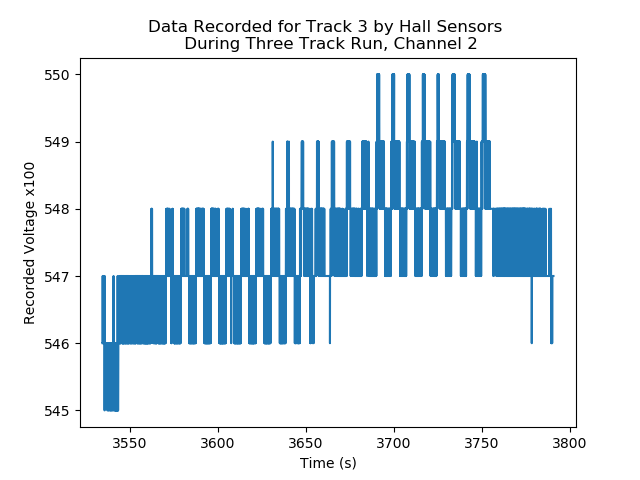 Data Recorded for Track 3 by Hall Sensors
During Three Track Run, Channel 2
550
549
548
547
546
545
Recorded Voltage x100
3550 3600 3650 3700 3750 3800
Time (s)